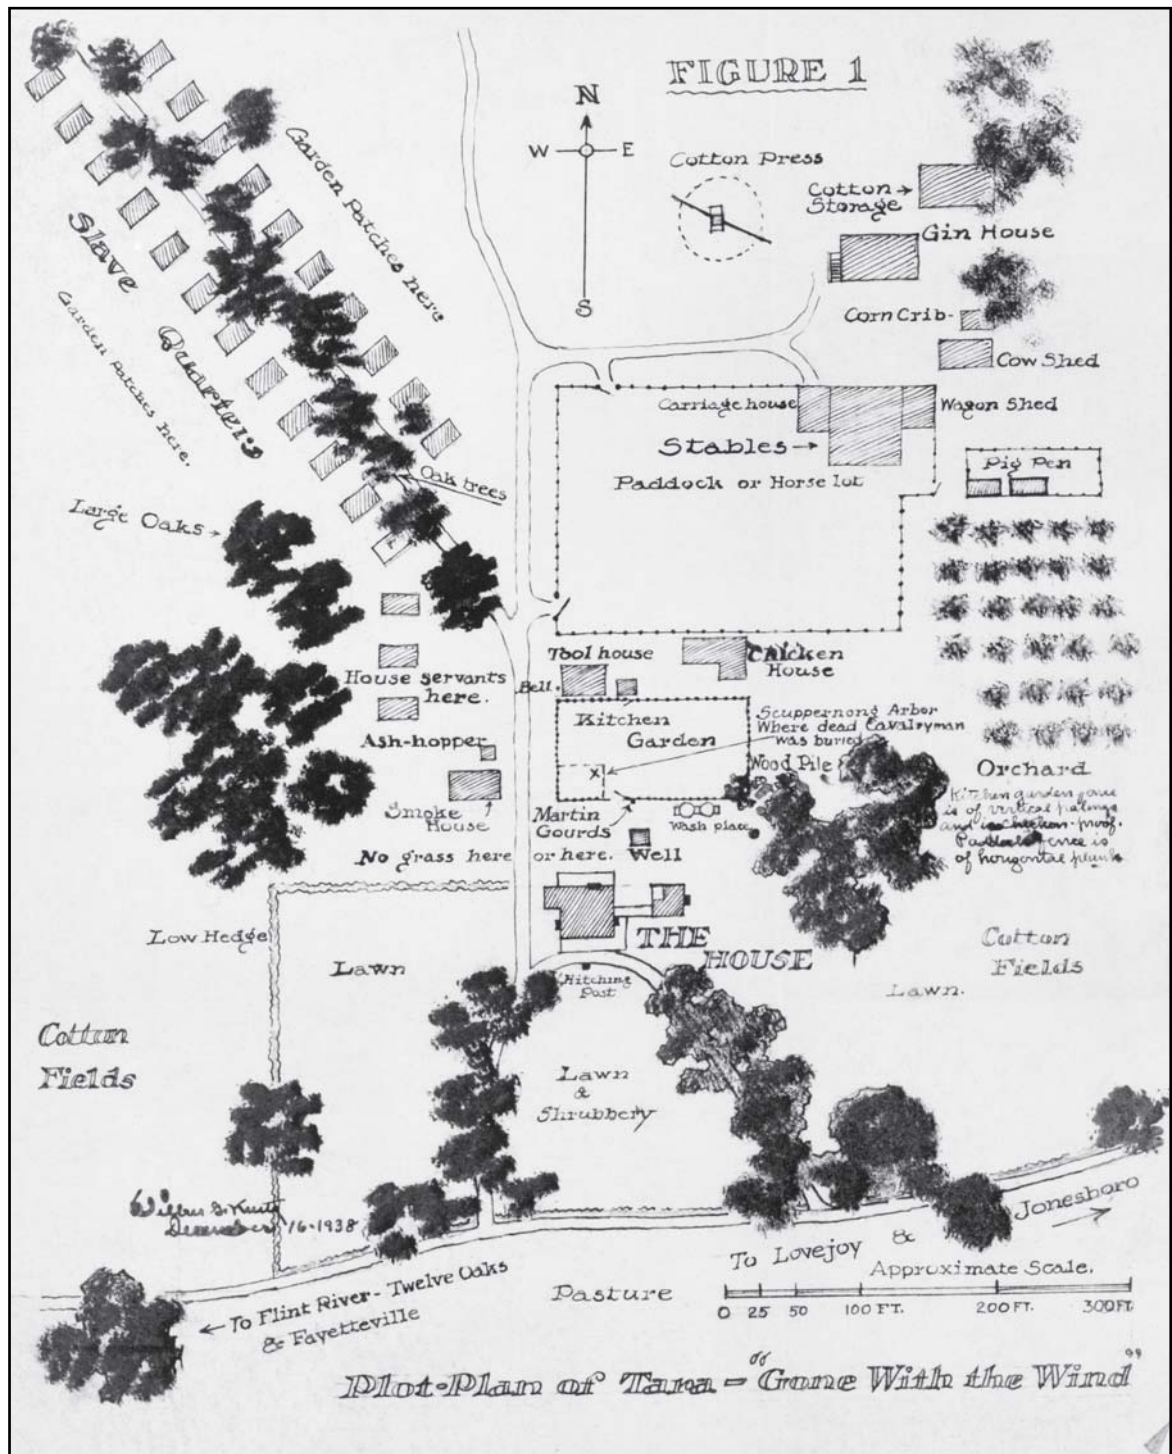 FIGURE 1
N
W
E
S
Cotton Press
Cotton
Storage
Gin House
Garden Patches here
Slave
Quarters
Garden Patches here.
Corn Crib
Cow Shed
Carriage house
Wagon Shed
Stables
Paddock or Horse lot
Pig Pen
Oak trees
Large Oaks
Tool house
Chicken
House
Bell.
House servants
here.
Kitchen
Garden
Scuppernong Arbor
Where dead Cavalryman
was buried
X
Ash-hopper
Wood Pile
Orchard
Kitchen garden fence
is of vertical palings
and is chicken-proof.
Paddock fence is
of horizontal planks
Smoke
House
Martin
Gourds
Wash place
No grass here or here.
Well
Low Hedge
Lawn
THE
HOUSE
Hitching
Post
Cotton
Fields
Lawn.
Cotton
Fields
Lawn
&
Shrubbery
Wilbur G. Kurtz
December 16-1938
To Lovejoy & Jonesboro
Approximate Scale.
0 25 50 100 FT. 200 FT. 300 FT
Pasture
To Flint River-Twelve Oaks
& Fayetteville
Plot-Plan of Tara - "Gone With the Wind"